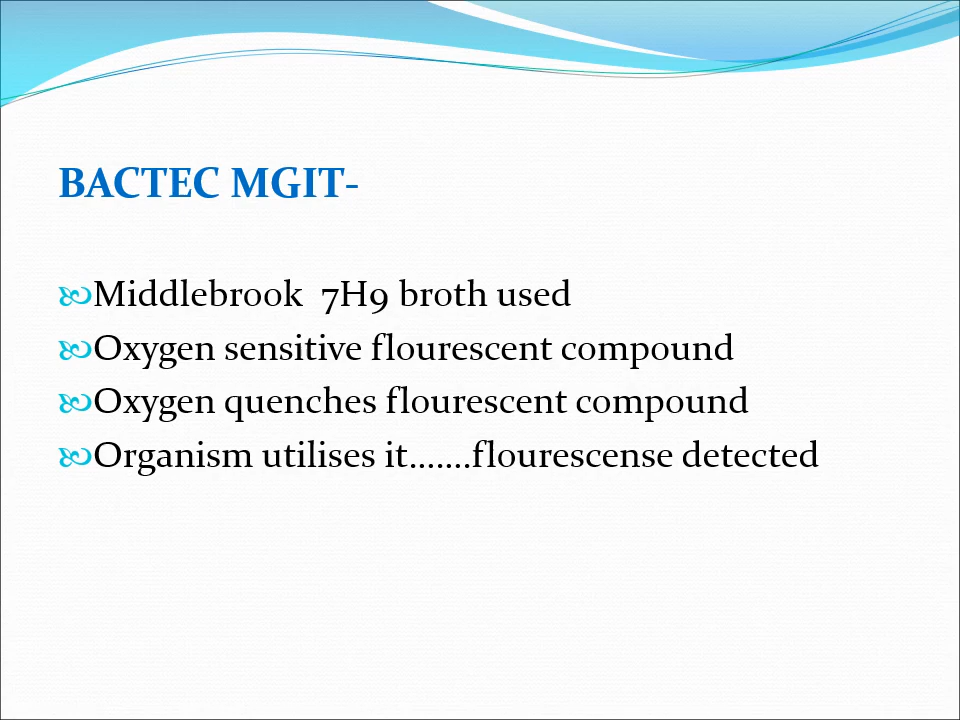 BACTEC MGIT-
Middlebrook  7H9 broth used
Oxygen sensitive flourescent compound
Oxygen quenches flourescent compound
Organism utilises it.......flourescense detected